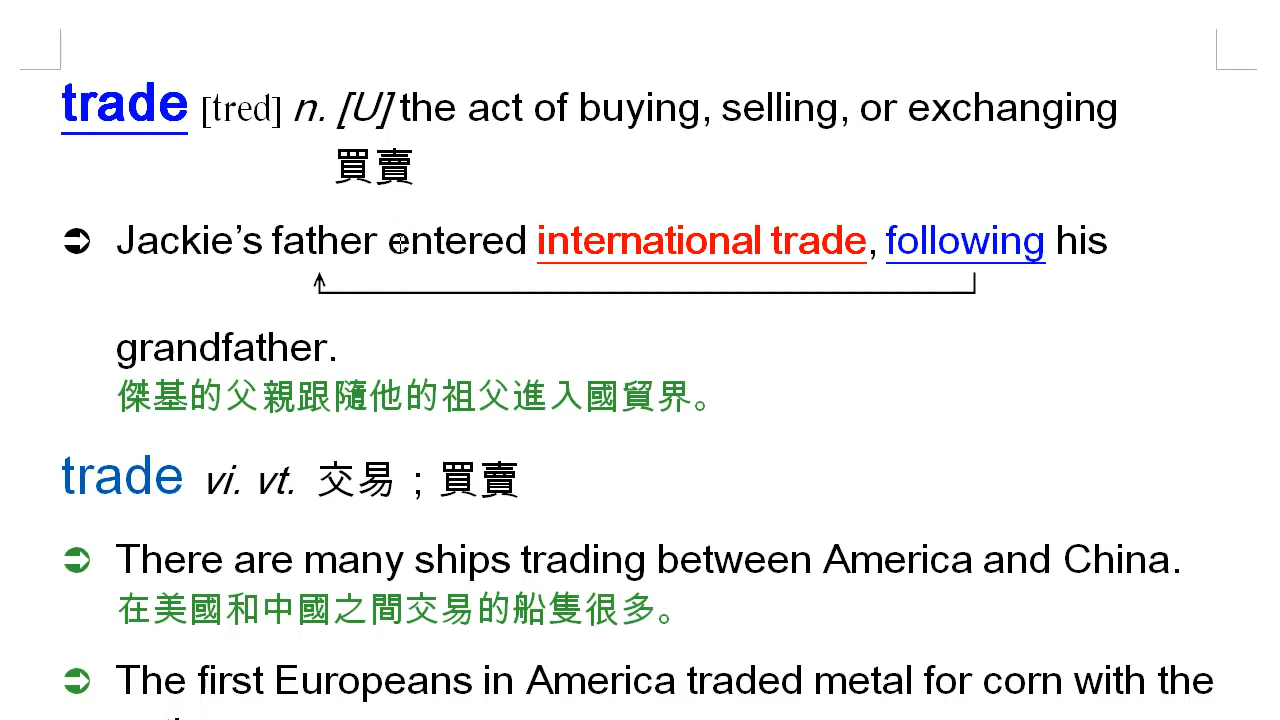 trade [tred] n. [U] the act of buying, selling, or exchanging
買賣
➲ Jackie’s father entered international trade, following his
grandfather.
傑基的父親跟隨他的祖父進入國貿界。
trade vi. vt. 交易；買賣
➲ There are many ships trading between America and China.
在美國和中國之間交易的船隻很多。
➲ The first Europeans in America traded metal for corn with the